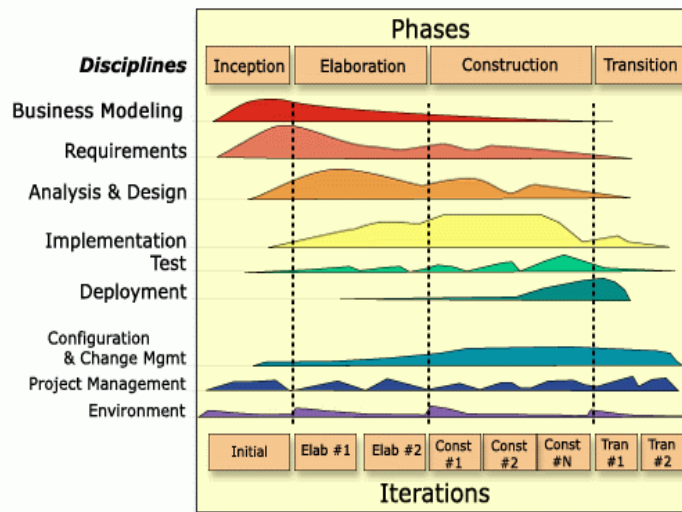 Phases
Disciplines Inception Elaboration Construction Transition
Business Modeling
Requirements
Analysis & Design
Implementation
Test
Deployment
Configuration
& Change Mgmt
Project Management
Environment
Initial Elab #1 Elab #2 Const #1 Const #2 Const #N Tran #1 Tran #2
Iterations